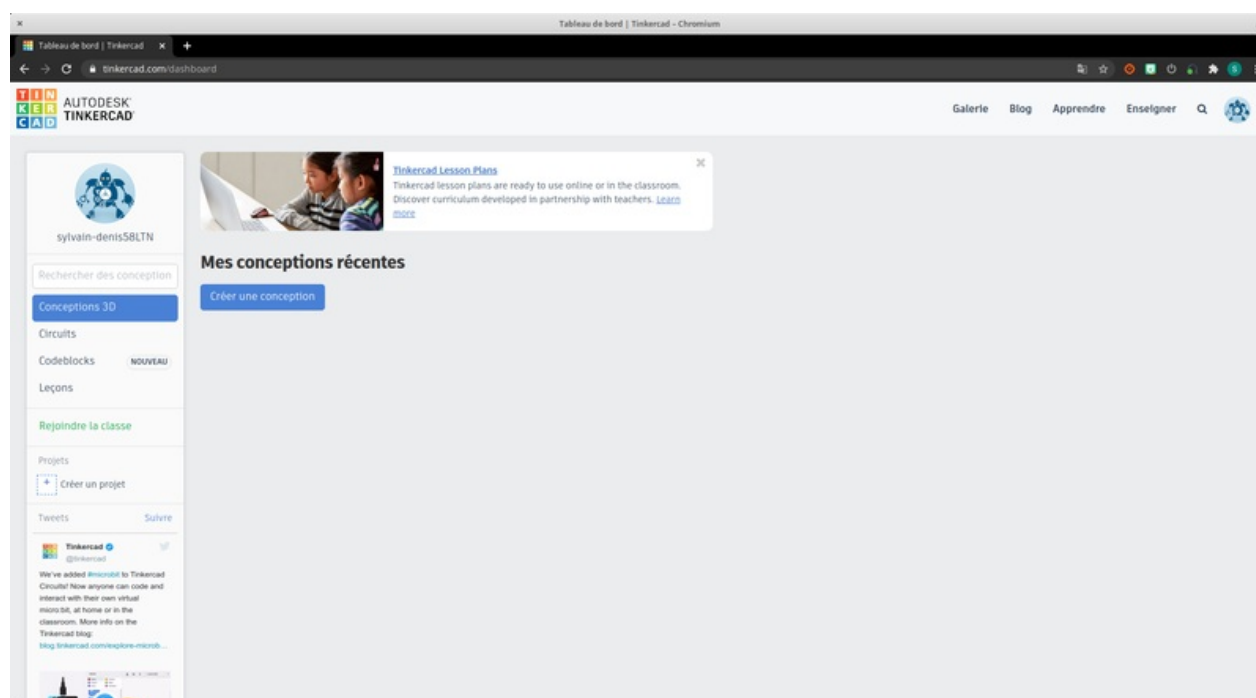 Tableau de bord | Tinkercad - Chromium
Tableau de bord | Tinkercad
tinkercad.com/dashboard
TIN
KER
CAD
AUTODESK®
TINKERCAD®
Galerie Blog Apprendre Enseigner
sylvain-denis58LTN
Rechercher des conception
Conceptions 3D
Circuits
Codeblocks NOUVEAU
Leçons
Rejoindre la classe
Projets
+ Créer un projet
Tweets Suivre
Tinkercad
@tinkercad
We've added #microbit to Tinkercad
Circuits! Now anyone can code and
interact with their own virtual
micro:bit, at home or in the
classroom. More info on the
Tinkercad blog:
blog.tinkercad.com/explore-microb…
Tinkercad Lesson Plans
Tinkercad lesson plans are ready to use online or in the classroom.
Discover curriculum developed in partnership with teachers. Learn
more
Mes conceptions récentes
Créer une conception